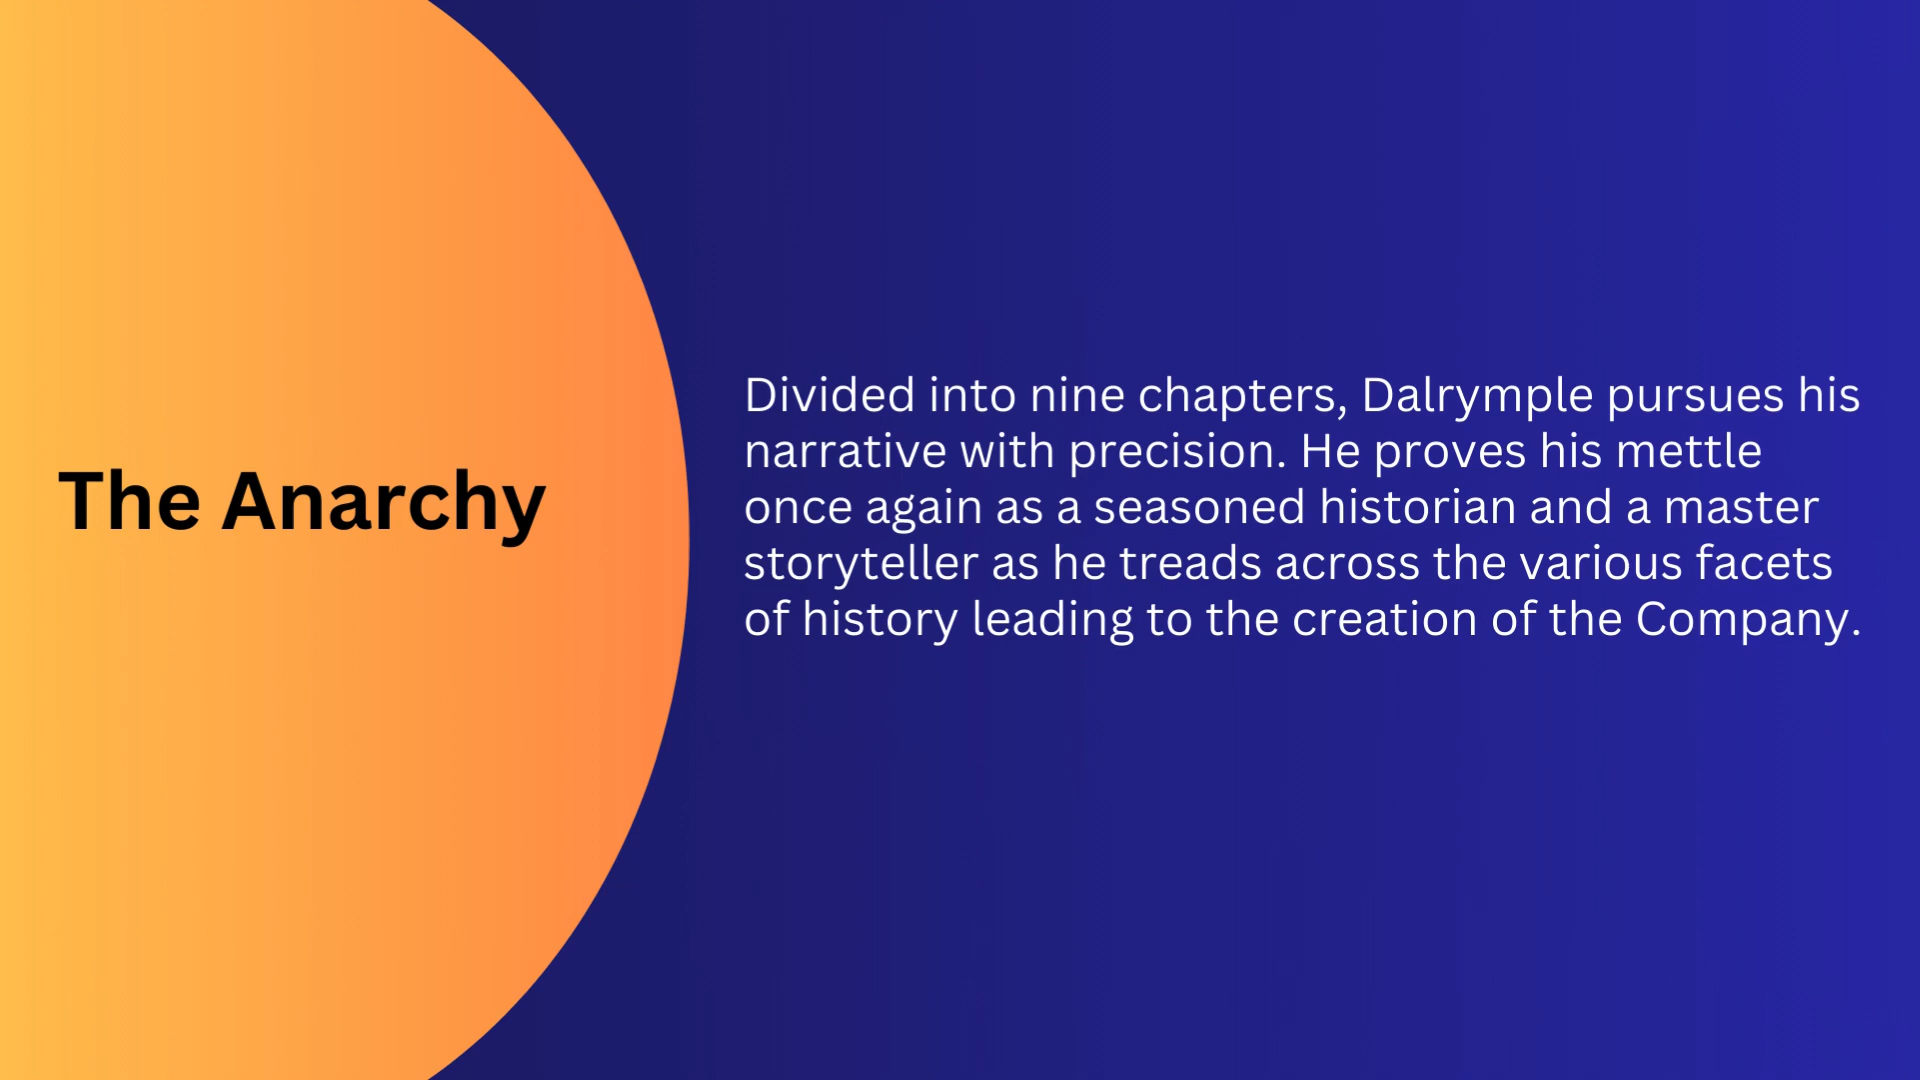 The Anarchy
Divided into nine chapters, Dalrymple pursues his
narrative with precision. He proves his mettle
once again as a seasoned historian and a master
storyteller as he treads across the various facets
of history leading to the creation of the Company.